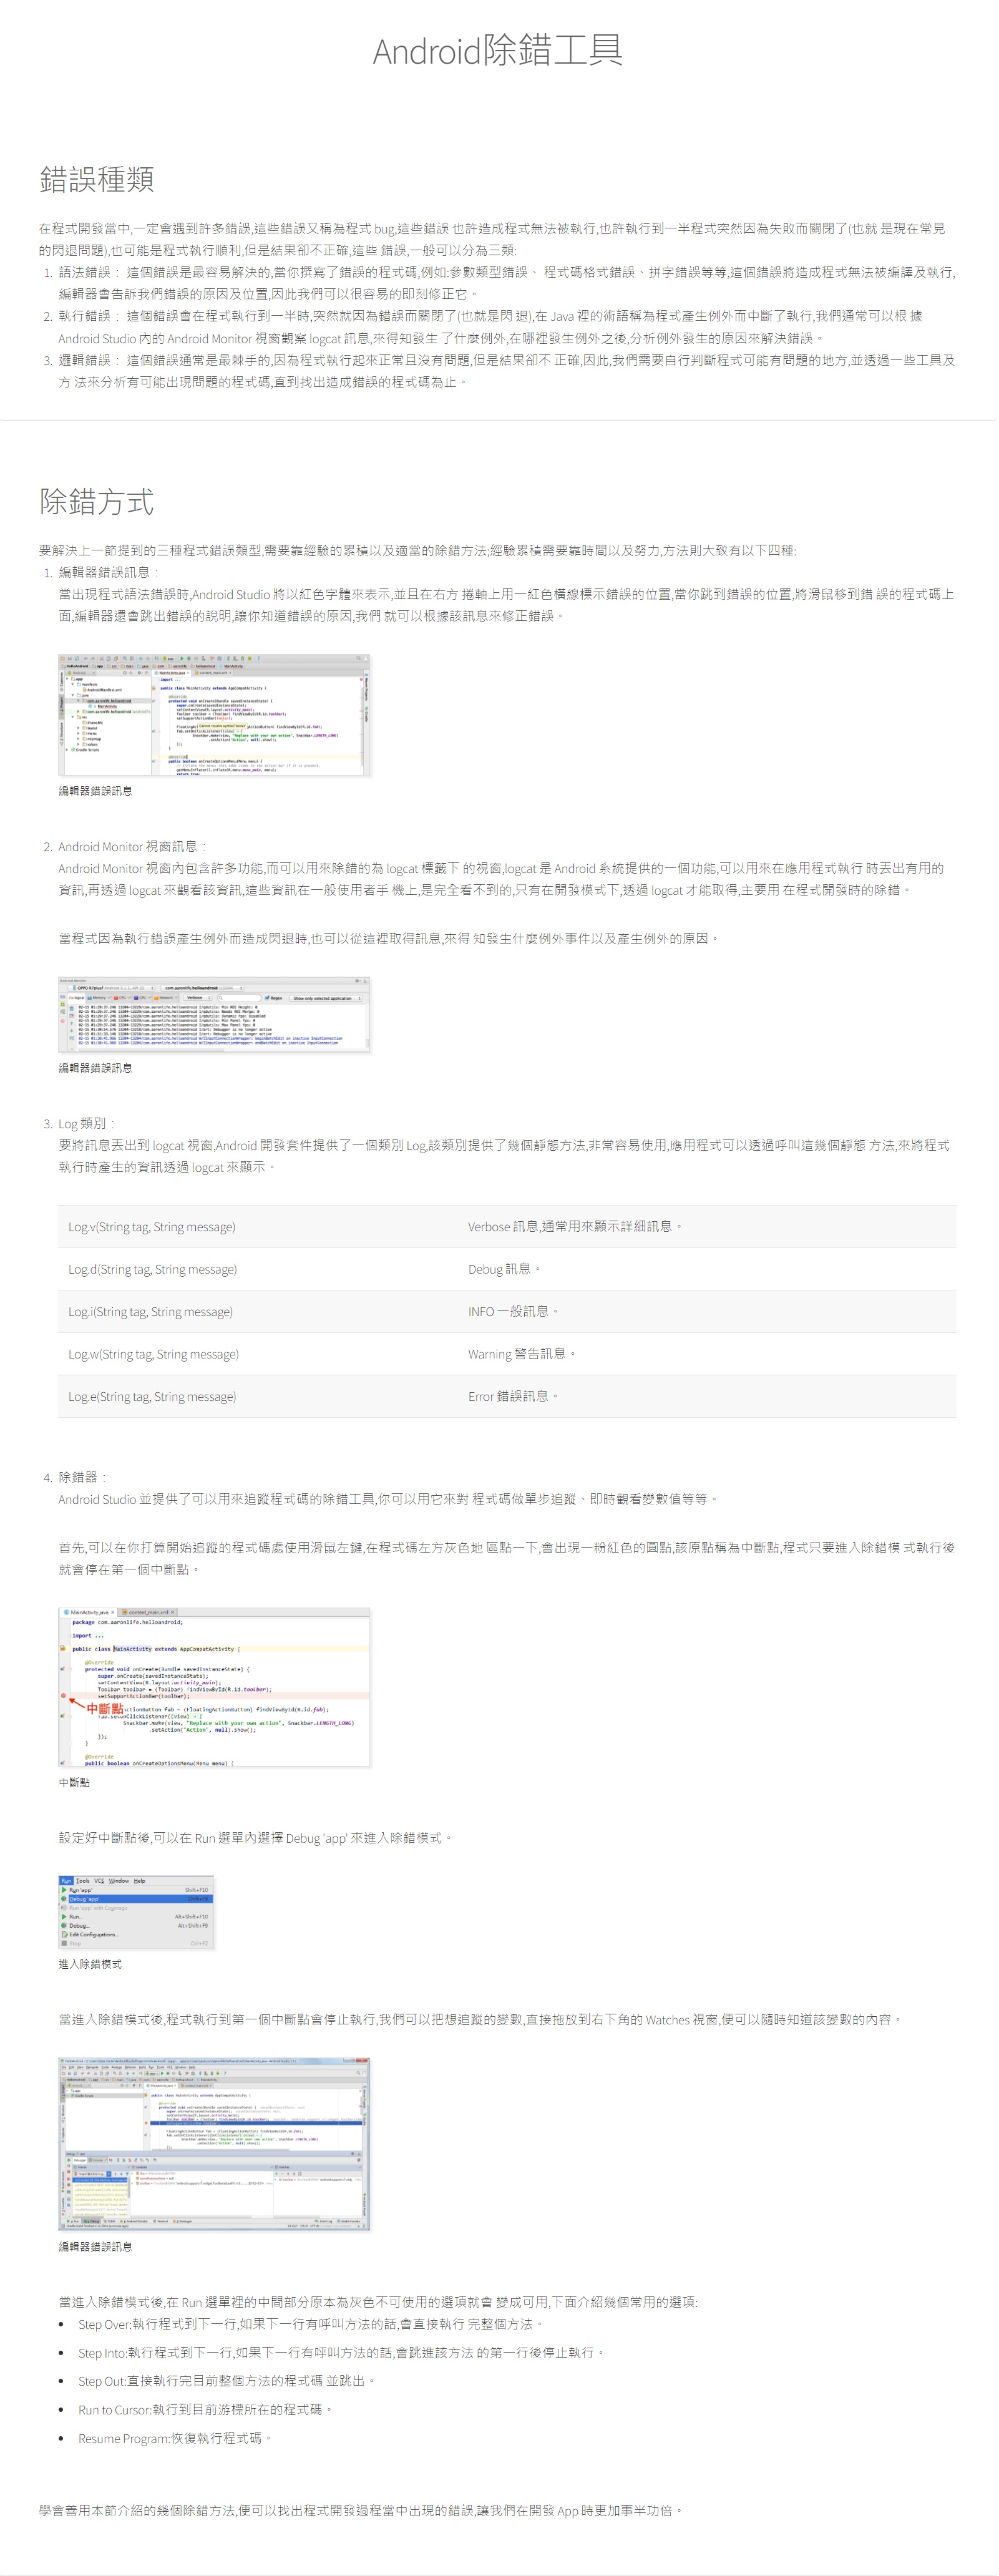 Android除錯工具
錯誤種類
在程式開發當中,一定會遇到許多錯誤,這些錯誤又稱為程式 bug,這些錯誤 也許造成程式無法被執行,也許執行到一半程式突然因為失敗而關閉了(也就 是現在常見
的閃退問題),也可能是程式執行順利,但是結果卻不正確,這些 錯誤,一般可以分為三類:
1. 語法錯誤： 這個錯誤是最容易解決的,當你撰寫了錯誤的程式碼,例如:參數類型錯誤、 程式碼格式錯誤、拼字錯誤等等,這個錯誤將造成程式無法被編譯及執行,
編輯器會告訴我們錯誤的原因及位置,因此我們可以很容易的即刻修正它。
2. 執行錯誤： 這個錯誤會在程式執行到一半時,突然就因為錯誤而關閉了(也就是閃 退),在 Java 裡的術語稱為程式產生例外而中斷了執行,我們通常可以根 據
Android Studio 內的 Android Monitor 視窗觀察 logcat 訊息,來得知發生 了什麼例外,在哪裡發生例外之後,分析例外發生的原因來解決錯誤。
3. 邏輯錯誤： 這個錯誤通常是最棘手的,因為程式執行起來正常且沒有問題,但是結果卻不 正確,因此,我們需要自行判斷程式可能有問題的地方,並透過一些工具及
方 法來分析有可能出現問題的程式碼,直到找出造成錯誤的程式碼為止。
除錯方式
要解決上一節提到的三種程式錯誤類型,需要靠經驗的累積以及適當的除錯方法;經驗累積需要靠時間以及努力,方法則大致有以下四種:
1. 編輯器錯誤訊息：
當出現程式語法錯誤時,Android Studio 將以紅色字體來表示,並且在右方 捲軸上用一紅色橫線標示錯誤的位置,當你跳到錯誤的位置,將滑鼠移到錯 誤的程式碼上
面,編輯器還會跳出錯誤的說明,讓你知道錯誤的原因,我們 就可以根據該訊息來修正錯誤。
編輯器錯誤訊息
2. Android Monitor 視窗訊息：
Android Monitor 視窗內包含許多功能,而可以用來除錯的為 logcat 標籤下 的視窗,logcat 是 Android 系統提供的一個功能,可以用來在應用程式執行 時丟出有用的
資訊,再透過 logcat 來觀看該資訊,這些資訊在一般使用者手 機上,是完全看不到的,只有在開發模式下,透過 logcat 才能取得,主要用 在程式開發時的除錯。
當程式因為執行錯誤產生例外而造成閃退時,也可以從這裡取得訊息,來得 知發生什麼例外事件以及產生例外的原因。
編輯器錯誤訊息
3. Log 類別：
要將訊息丟出到 logcat 視窗,Android 開發套件提供了一個類別 Log,該類別提供了幾個靜態方法,非常容易使用,應用程式可以透過呼叫這幾個靜態 方法,來將程式
執行時產生的資訊透過 logcat 來顯示。
Log.v(String tag, String message) Verbose 訊息,通常用來顯示詳細訊息。
Log.d(String tag, String message) Debug 訊息。
Log.i(String tag, String message) INFO 一般訊息。
Log.w(String tag, String message) Warning 警告訊息。
Log.e(String tag, String message) Error 錯誤訊息。
4. 除錯器：
Android Studio 並提供了可以用來追蹤程式碼的除錯工具,你可以用它來對 程式碼做單步追蹤、即時觀看變數值等等。
首先,可以在你打算開始追蹤的程式碼處使用滑鼠左鍵,在程式碼左方灰色地 區點一下,會出現一粉紅色的圓點,該原點稱為中斷點,程式只要進入除錯模 式執行後
就會停在第一個中斷點。
MainActivity.java content_main.xml
package com.aaronlife.helloandroid;
import ...
public class MainActivity extends AppCompatActivity {
@Override
protected void onCreate(Bundle savedInstanceState) {
super.onCreate(savedInstanceState);
setContentView(R.layout.activity_main);
Toolbar toolbar = (Toolbar) findViewById(R.id.toolbar);
setSupportActionBar(toolbar);
中斷點
ActionButton fab = (FloatingActionButton) findViewById(R.id.fab);
Snackbar.make(view, "Replace with your own action", Snackbar.LENGTH_LONG)
.setAction("Action", null).show();
});
}
@Override
public boolean onCreateOptionsMenu(Menu menu) {
中斷點
設定好中斷點後,可以在 Run 選單內選擇 Debug 'app' 來進入除錯模式。
Run Tools VCS Window Help
Run 'app' Shift+F10
Debug 'app'
Run... Alt+Shift+F10
Debug... Alt+Shift+F9
Edit Configurations...
Stop Ctrl+F2
進入除錯模式
當進入除錯模式後,程式執行到第一個中斷點會停止執行,我們可以把想追蹤的變數,直接拖放到右下角的 Watches 視窗,便可以隨時知道該變數的內容。
編輯器錯誤訊息
當進入除錯模式後,在 Run 選單裡的中間部分原本為灰色不可使用的選項就會 變成可用,下面介紹幾個常用的選項:
Step Over:執行程式到下一行,如果下一行有呼叫方法的話,會直接執行 完整個方法。
Step Into:執行程式到下一行,如果下一行有呼叫方法的話,會跳進該方法 的第一行後停止執行。
Step Out:直接執行完目前整個方法的程式碼 並跳出。
Run to Cursor:執行到目前游標所在的程式碼。
Resume Program:恢復執行程式碼。
學會善用本節介紹的幾個除錯方法,便可以找出程式開發過程當中出現的錯誤,讓我們在開發 App 時更加事半功倍。